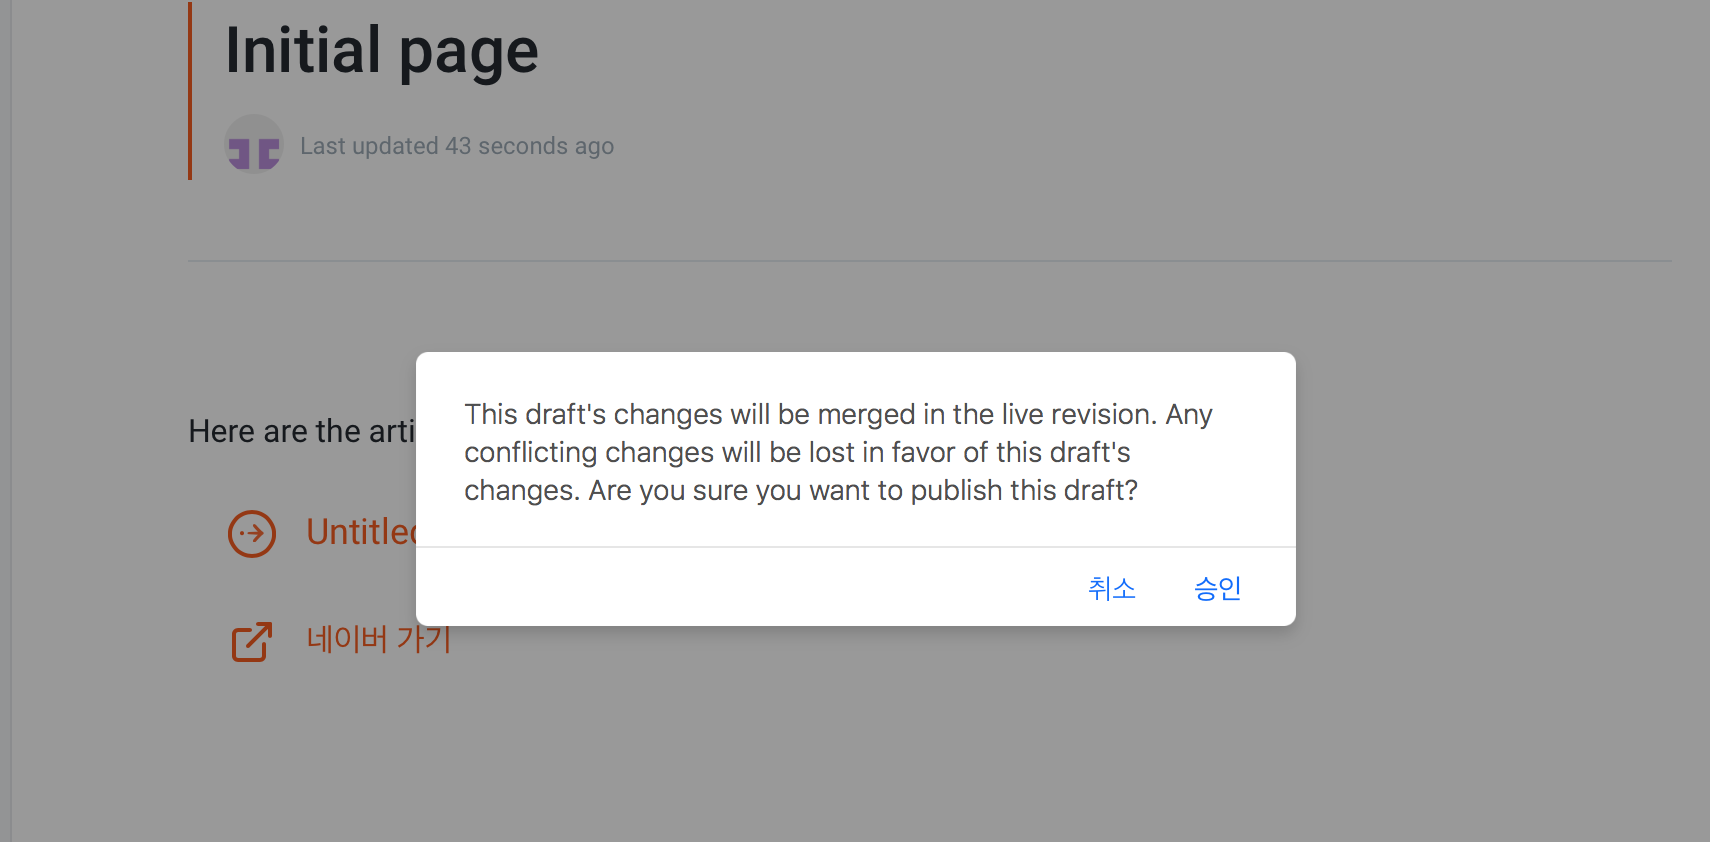 Initial page
Last updated 43 seconds ago
Here are the arti
This draft's changes will be merged in the live revision. Any
conflicting changes will be lost in favor of this draft's
changes. Are you sure you want to publish this draft?
Untitled
취소 승인
네이버 가기